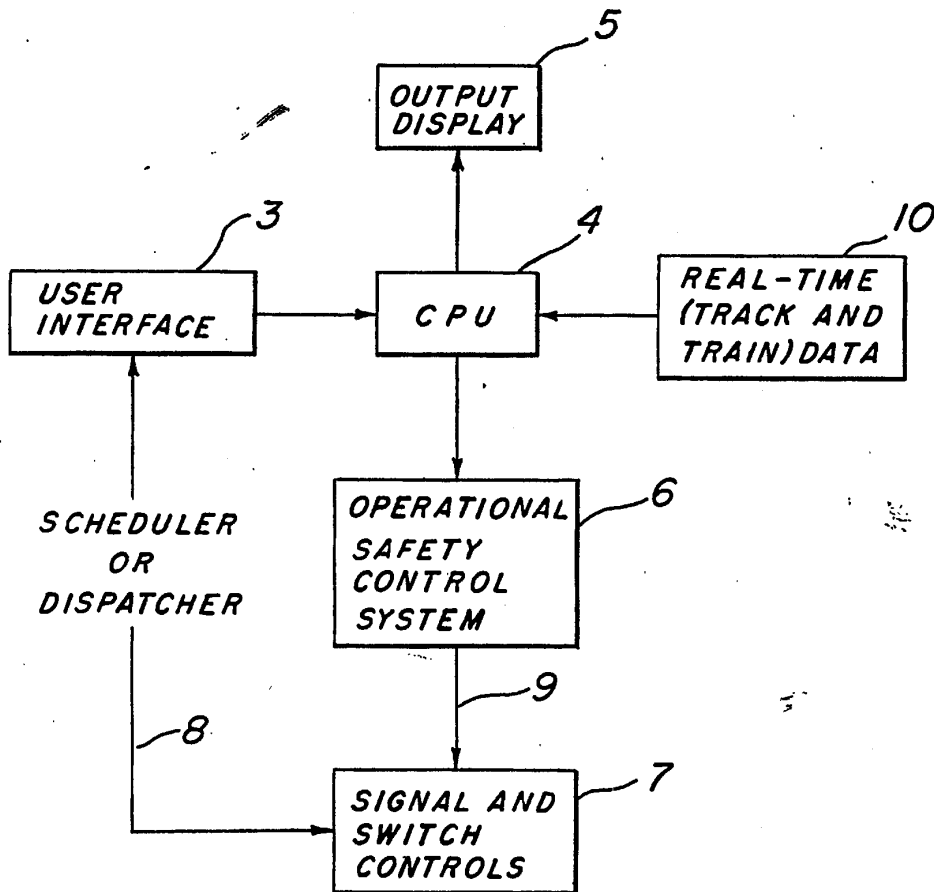 5
OUTPUT
DISPLAY
3
4
10
USER
INTERFACE
CPU
REAL-TIME
(TRACK AND
TRAIN) DATA
6
OPERATIONAL
SAFETY
CONTROL
SYSTEM
SCHEDULER
OR
DISPATCHER
9
8
7
SIGNAL AND
SWITCH
CONTROLS